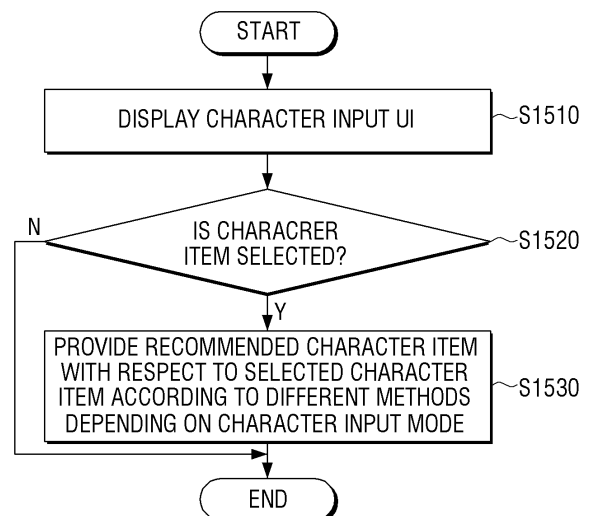 START
DISPLAY CHARACTER INPUT UI
S1510
N
IS CHARACRER
ITEM SELECTED?
S1520
Y
PROVIDE RECOMMENDED CHARACTER ITEM
WITH RESPECT TO SELECTED CHARACTER
ITEM ACCORDING TO DIFFERENT METHODS
DEPENDING ON CHARACTER INPUT MODE
S1530
END